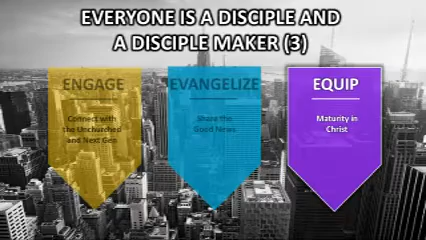 EVERYONE IS A DISCIPLE AND
A DISCIPLE MAKER (3)
ENGAGE
Connect with
the Unchurched
and Next Gen
EVANGELIZE
Share the
Good News
EQUIP
Maturity in
Christ